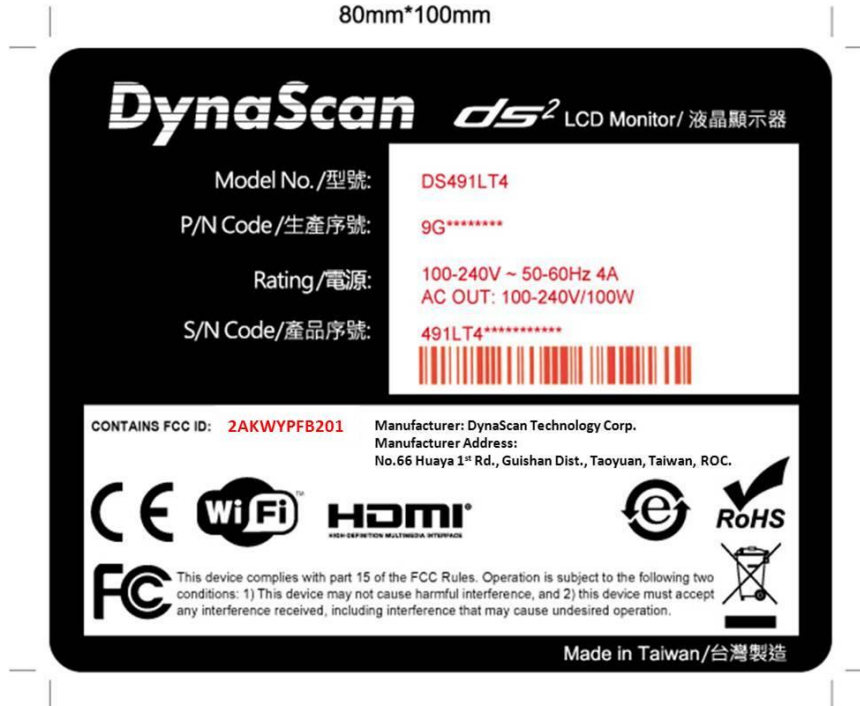 80mm*100mm
DynaScan ds² LCD Monitor/ 液晶顯示器
Model No./型號: DS491LT4
P/N Code/生產序號: 9G********
Rating/電源: 100-240V ~ 50-60Hz 4A
AC OUT: 100-240V/100W
S/N Code/產品序號: 491LT4***********
CONTAINS FCC ID: 2AKWYPFB201
Manufacturer: DynaScan Technology Corp.
Manufacturer Address:
No.66 Huaya 1st Rd., Guishan Dist., Taoyuan, Taiwan, ROC.
CE Wi Fi TM HDMI HIGH-DEFINITION MULTIMEDIA INTERFACE e RoHS
FC This device complies with part 15 of the FCC Rules. Operation is subject to the following two
conditions: 1) This device may not cause harmful interference, and 2) this device must accept
any interference received, including interference that may cause undesired operation.
Made in Taiwan/台灣製造